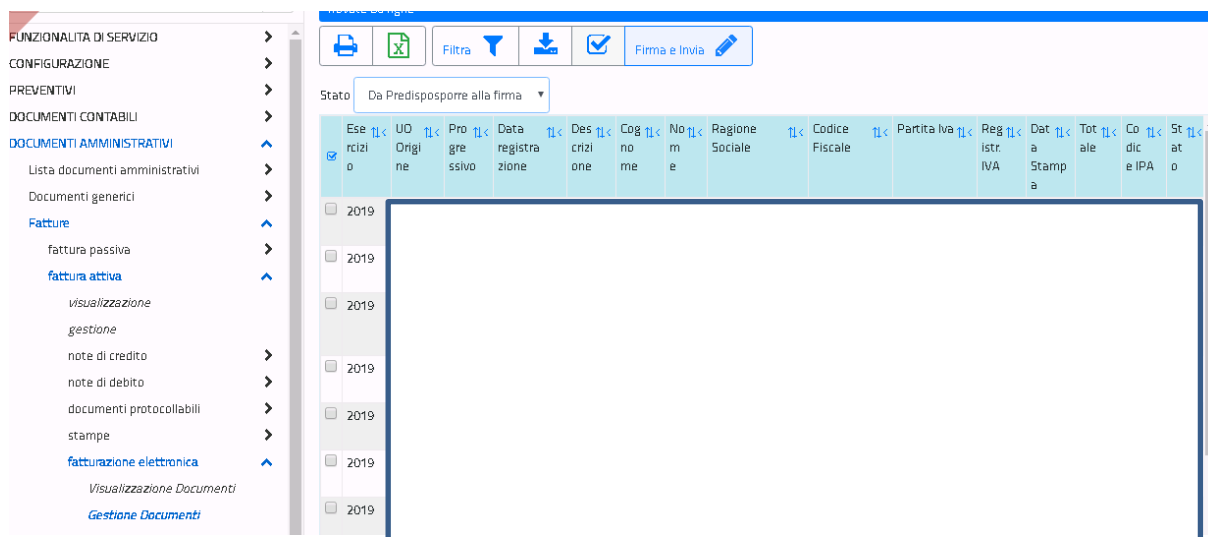 FUNZIONALITA DI SERVIZIO
CONFIGURAZIONE
PREVENTIVI
DOCUMENTI CONTABILI
DOCUMENTI AMMINISTRATIVI
Lista documenti amministrativi
Documenti generici
Fatture
fattura passiva
fattura attiva
visualizzazione
gestione
note di credito
note di debito
documenti protocollabili
stampe
fatturazione elettronica
Visualizzazione Documenti
Gestione Documenti
Filtra
Firma e Invia
Stato Da Predispoporre alla firma
Ese UO Pro Data Des Cog No Ragione Codice Partita Iva Reg Dat Tot Co St
rcizi Origi gre registra crizi no m Sociale Fiscale istr. a ale dic at
o ne ssivo zione one me e IVA Stamp e IPA o
a
2019
2019
2019
2019
2019
2019
2019